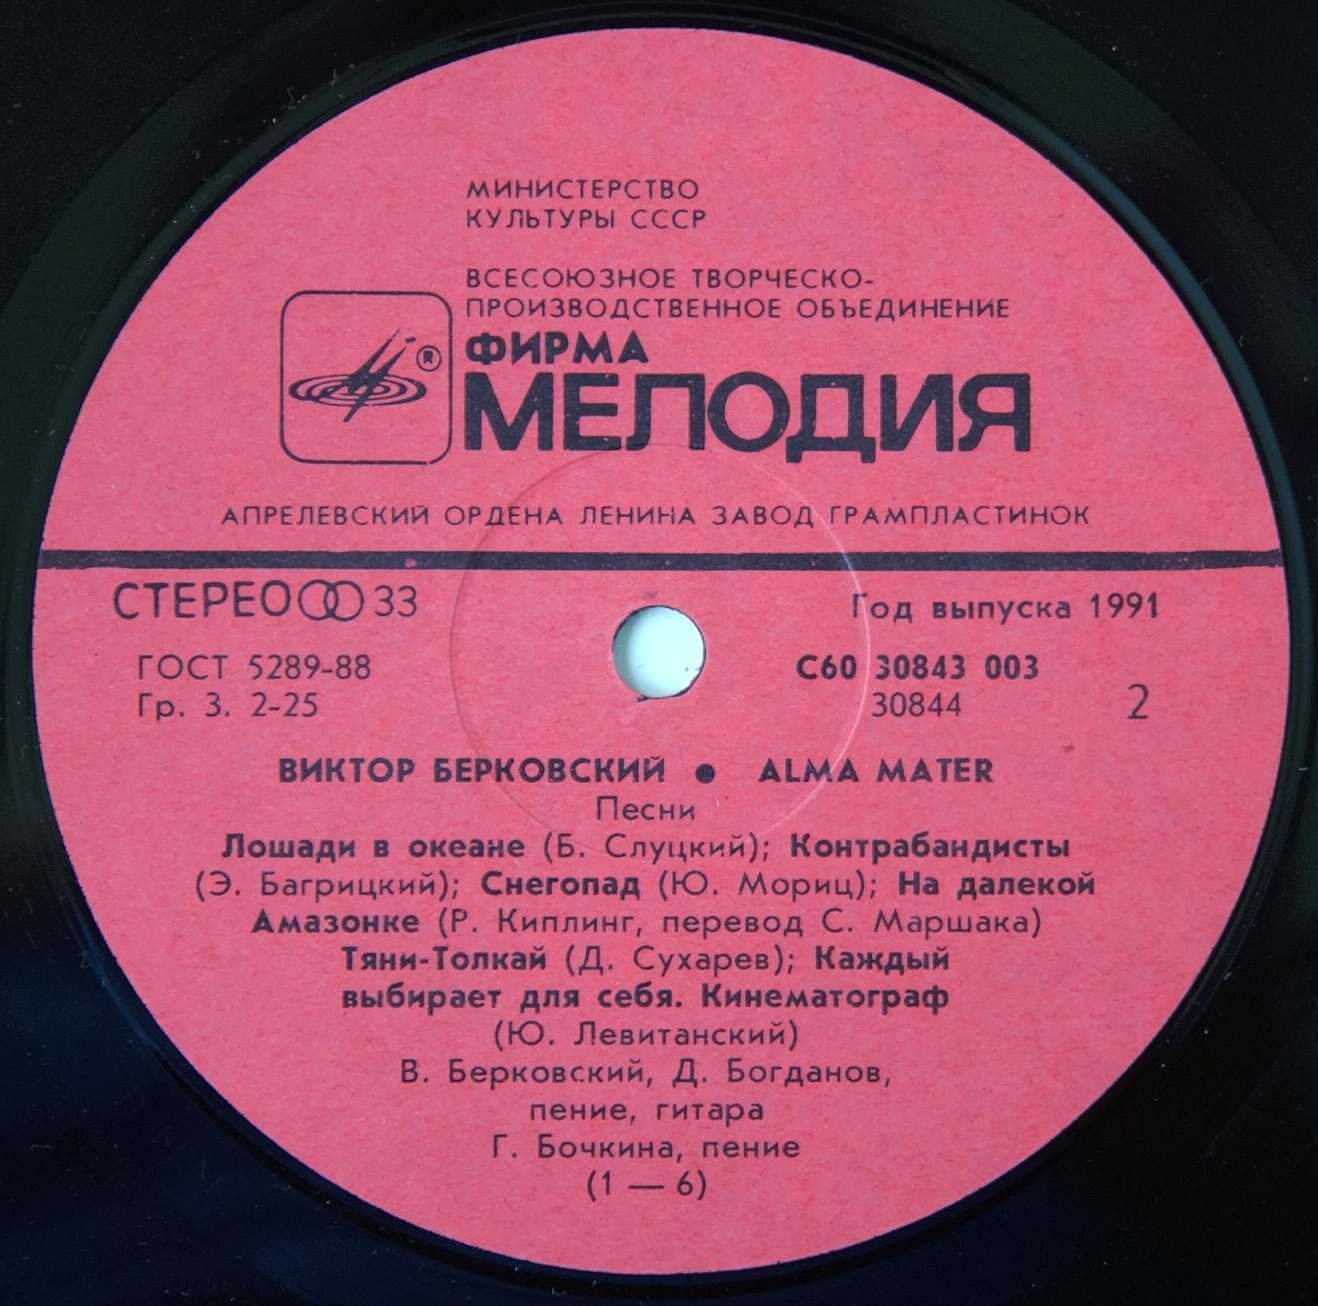 МИНИСТЕРСТВО
КУЛЬТУРЫ СССР
ВСЕСОЮЗНОЕ ТВОРЧЕСКО-
ПРОИЗВОДСТВЕННОЕ ОБЪЕДИНЕНИЕ
ФИРМА
®
МЕЛОДИЯ
АПРЕЛЕВСКИЙ ОРДЕНА ЛЕНИНА ЗАВОД ГРАМПЛАСТИНОК
СТЕРЕО 33
Год выпуска 1991
ГОСТ 5289-88
С60 30843 003
Гр. 3. 2-25
30844
2
ВИКТОР БЕРКОВСКИЙ ● ALMA MATER
Песни
Лошади в океане (Б. Слуцкий); Контрабандисты
(Э. Багрицкий); Снегопад (Ю. Мориц); На далекой
Амазонке (Р. Киплинг, перевод С. Маршака)
Тяни-Толкай (Д. Сухарев); Каждый
выбирает для себя. Кинематограф
(Ю. Левитанский)
В. Берковский, Д. Богданов,
пение, гитара
Г. Бочкина, пение
(1 — 6)